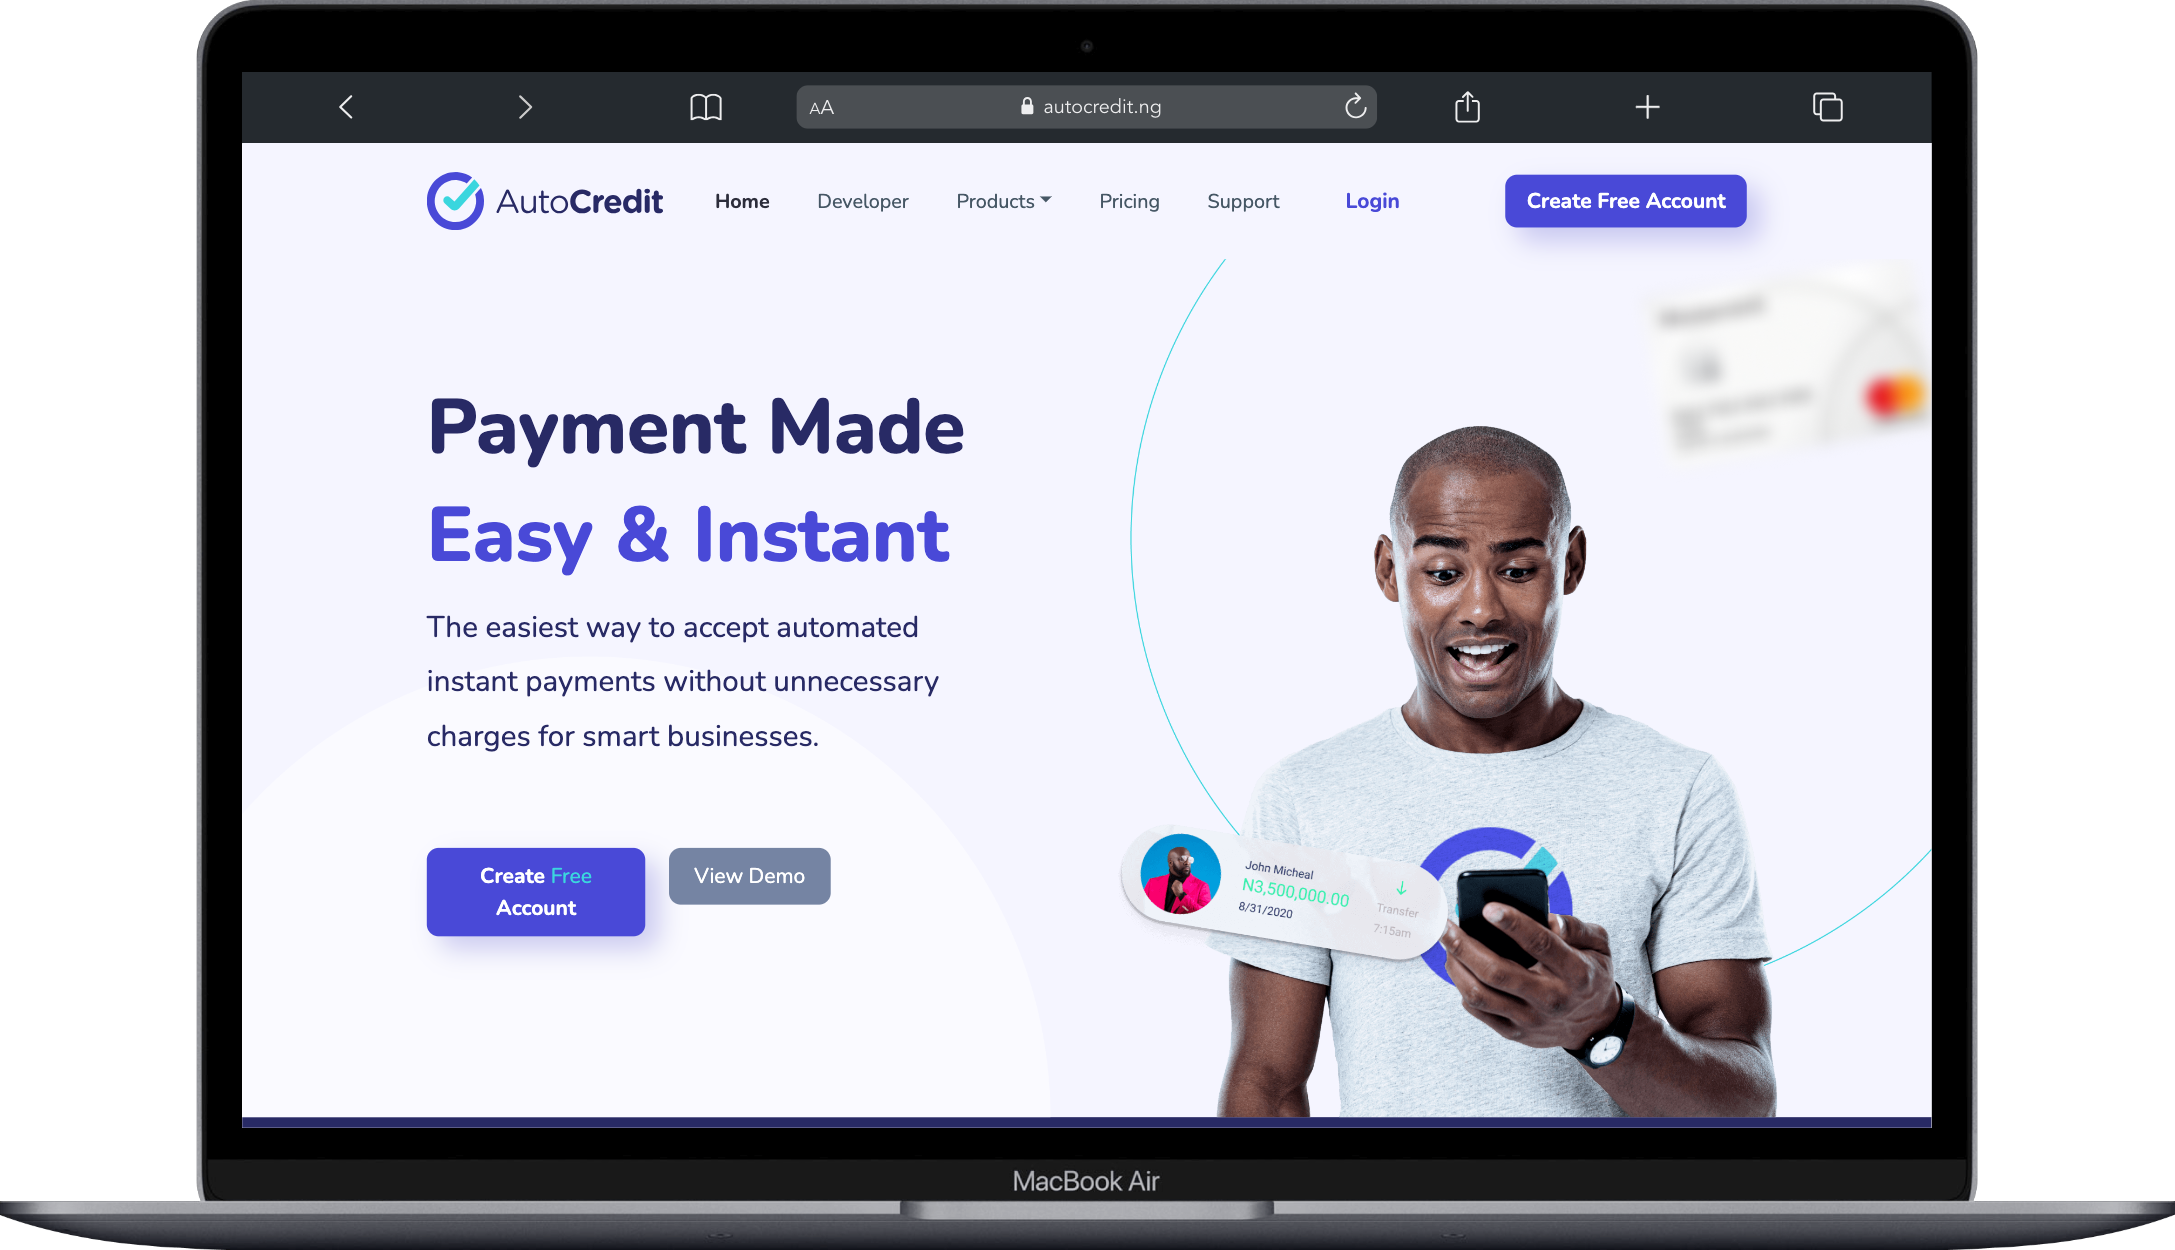 AA
autocredit.ng
AutoCredit
Home
Developer
Products
Pricing
Support
Login
Create Free Account
Payment Made
Easy & Instant
The easiest way to accept automated
instant payments without unnecessary
charges for smart businesses.
Create Free
Account
View Demo
John Micheal
N3,500,000.00
8/31/2020
Transfer
7:15am
MacBook Air